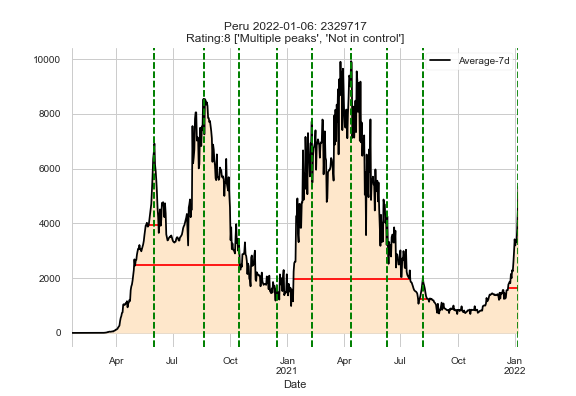 Peru 2022-01-06: 2329717
Rating:8 ['Multiple peaks', 'Not in control']
Average-7d
10000
8000
6000
4000
2000
0
Apr Jul Oct Jan Apr Jul Oct Jan
2021 2022
Date